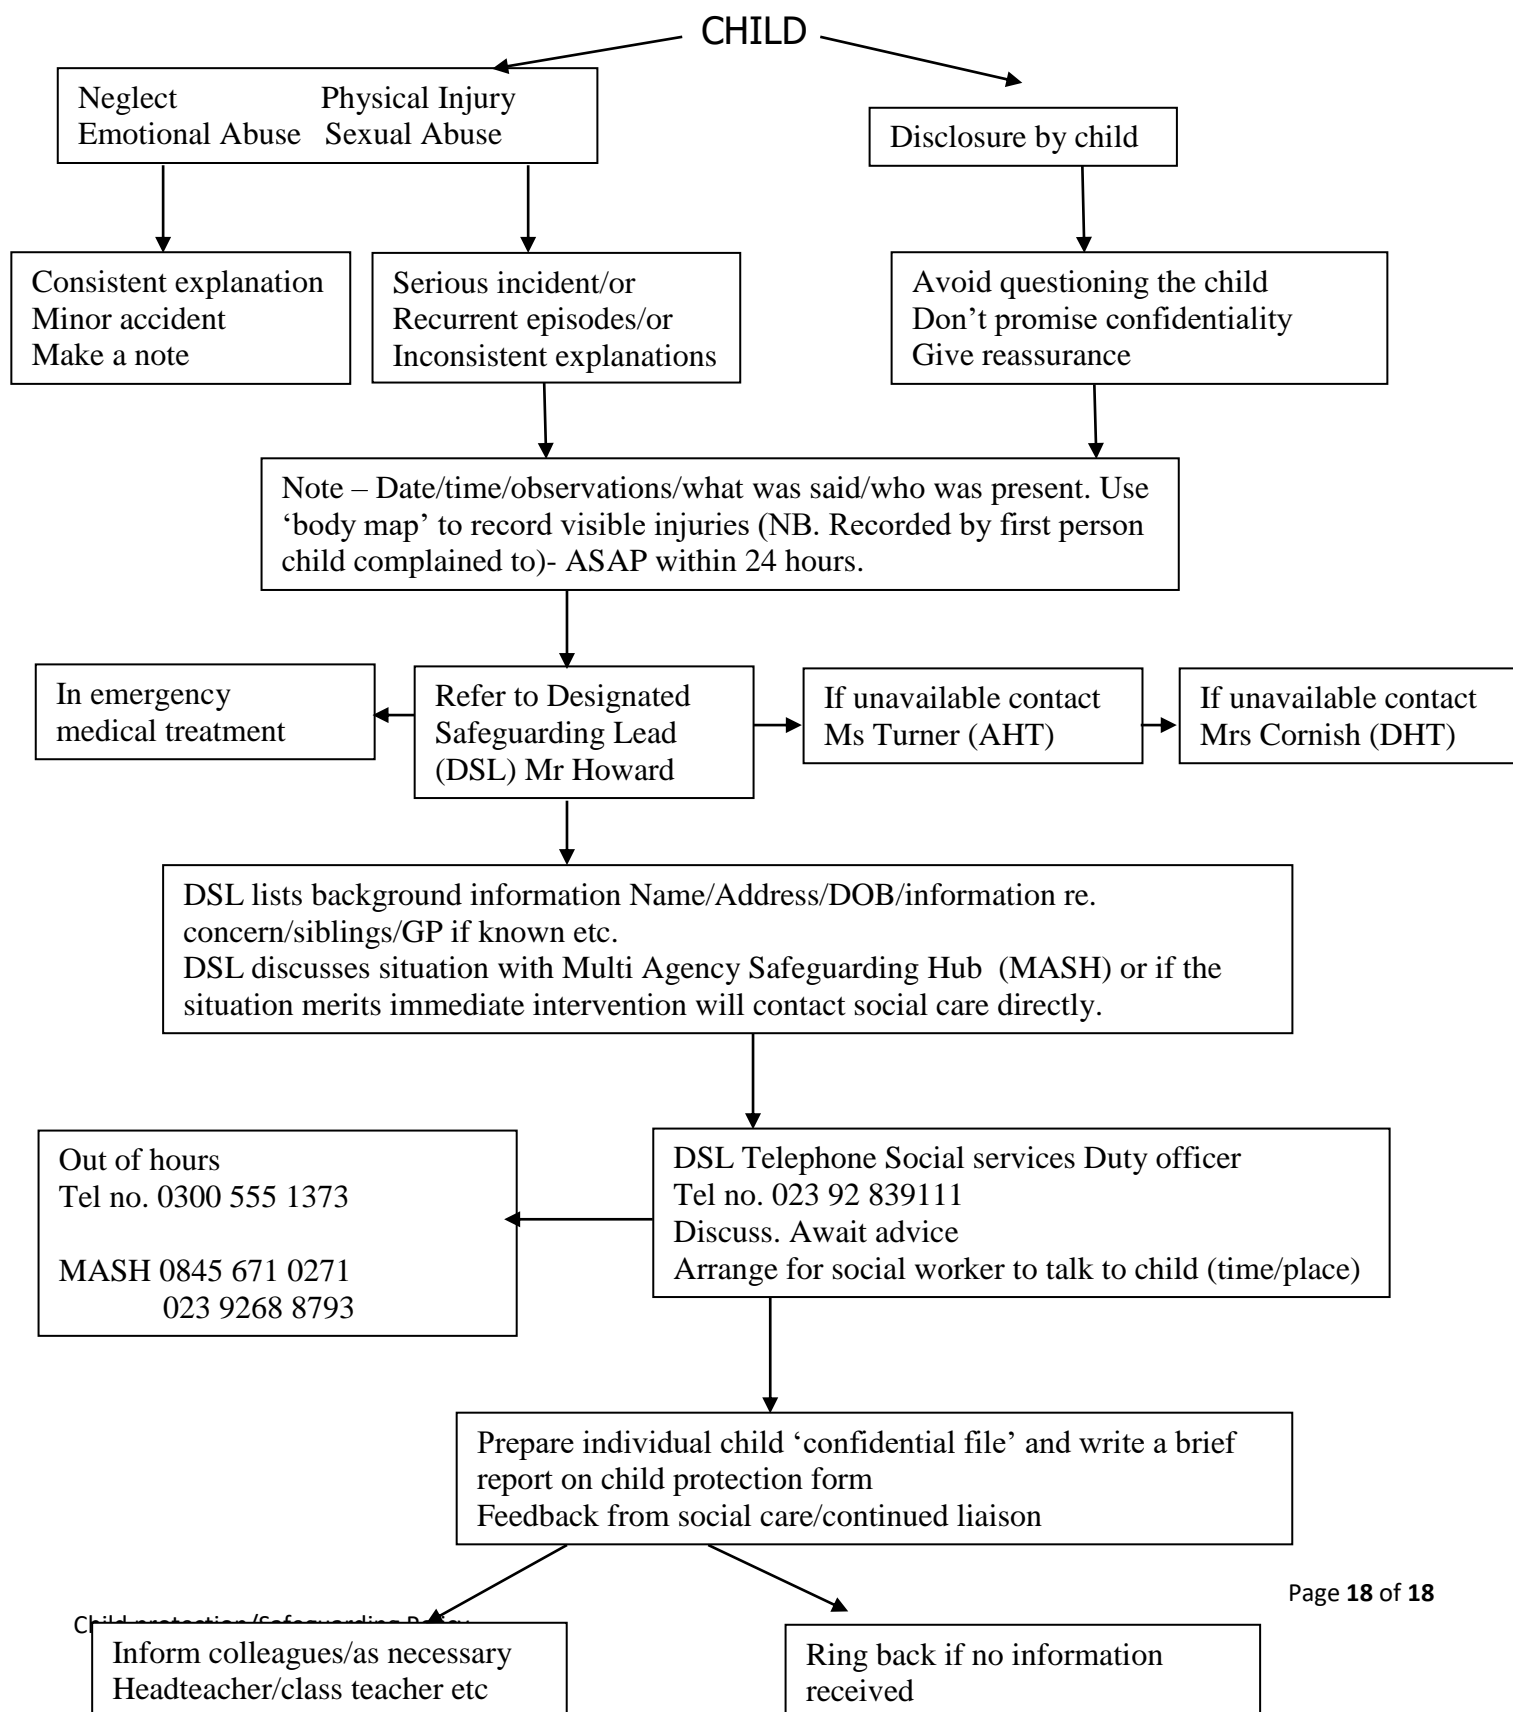 CHILD
Neglect Physical Injury
Emotional Abuse Sexual Abuse
Disclosure by child
Consistent explanation
Minor accident
Make a note
Serious incident/or
Recurrent episodes/or
Inconsistent explanations
Avoid questioning the child
Don’t promise confidentiality
Give reassurance
Note – Date/time/observations/what was said/who was present. Use
‘body map’ to record visible injuries (NB. Recorded by first person
child complained to)- ASAP within 24 hours.
In emergency
medical treatment
Refer to Designated
Safeguarding Lead
(DSL) Mr Howard
If unavailable contact
Ms Turner (AHT)
If unavailable contact
Mrs Cornish (DHT)
DSL lists background information Name/Address/DOB/information re.
concern/siblings/GP if known etc.
DSL discusses situation with Multi Agency Safeguarding Hub (MASH) or if the
situation merits immediate intervention will contact social care directly.
Out of hours
Tel no. 0300 555 1373
MASH 0845 671 0271
023 9268 8793
DSL Telephone Social services Duty officer
Tel no. 023 92 839111
Discuss. Await advice
Arrange for social worker to talk to child (time/place)
Prepare individual child ‘confidential file’ and write a brief
report on child protection form
Feedback from social care/continued liaison
Page 18 of 18
Child protection/Safeguarding Policy
Inform colleagues/as necessary
Headteacher/class teacher etc
Ring back if no information
received